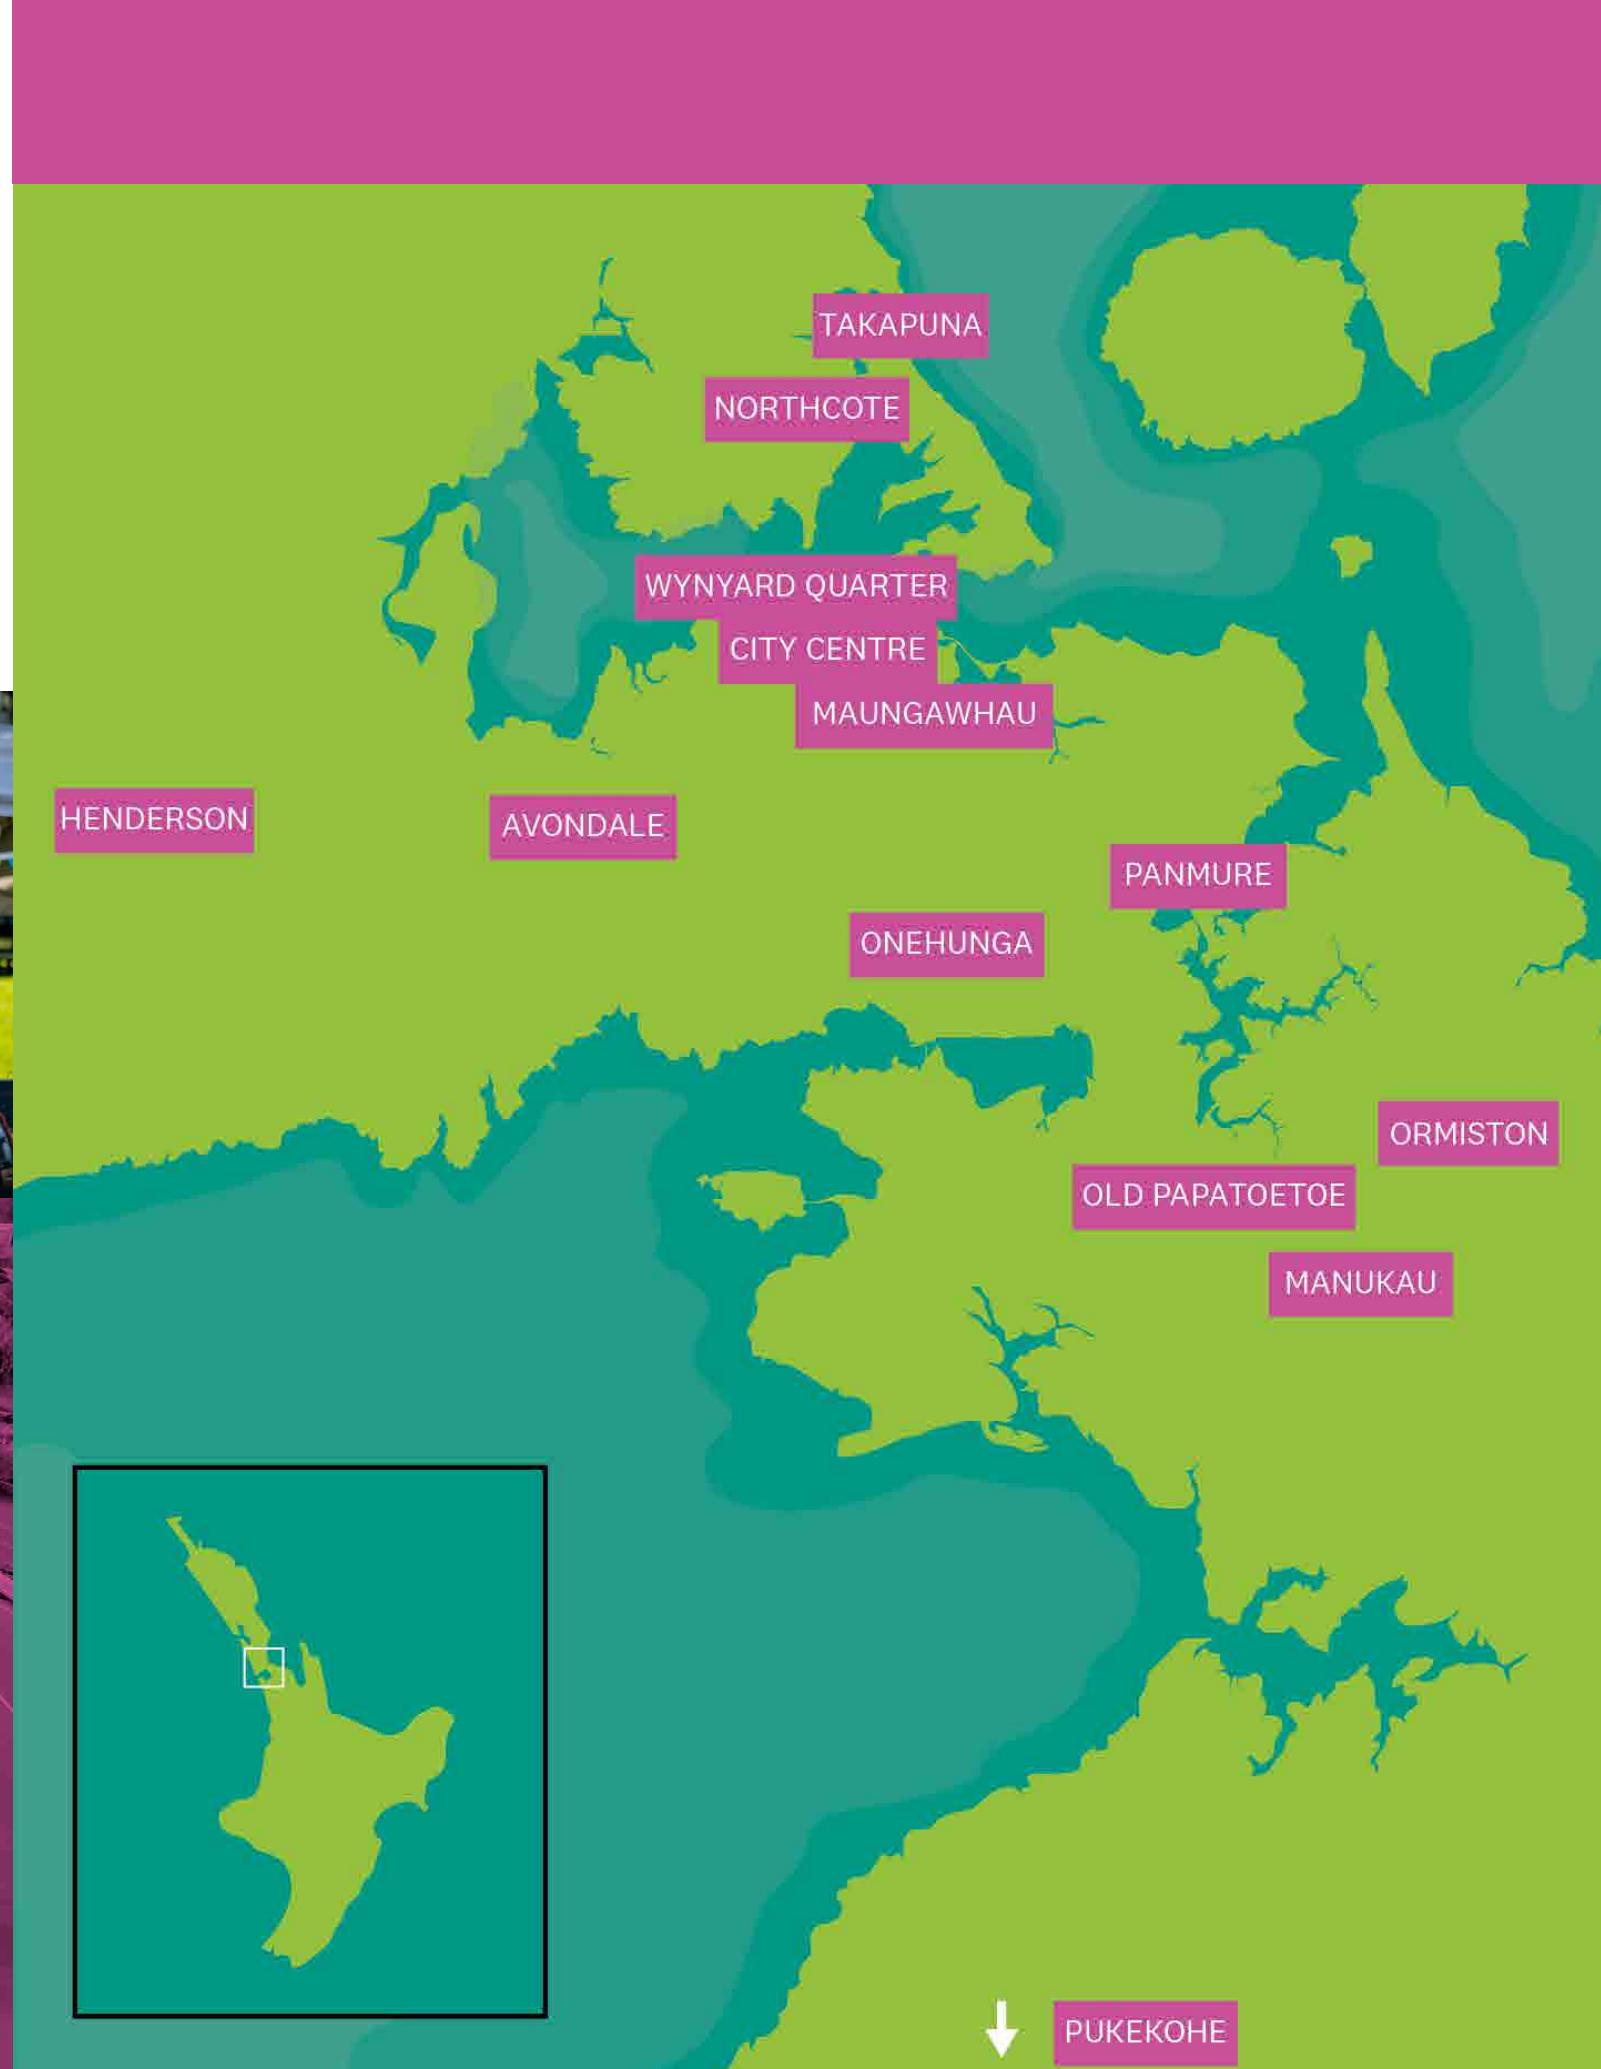 TAKAPUNA
NORTHCOTE
WYNYARD QUARTER
CITY CENTRE
MAUNGAWHAU
HENDERSON
AVONDALE
PANMURE
ONEHUNGA
ORMISTON
OLD PAPATOETOE
MANUKAU
PUKEKOHE